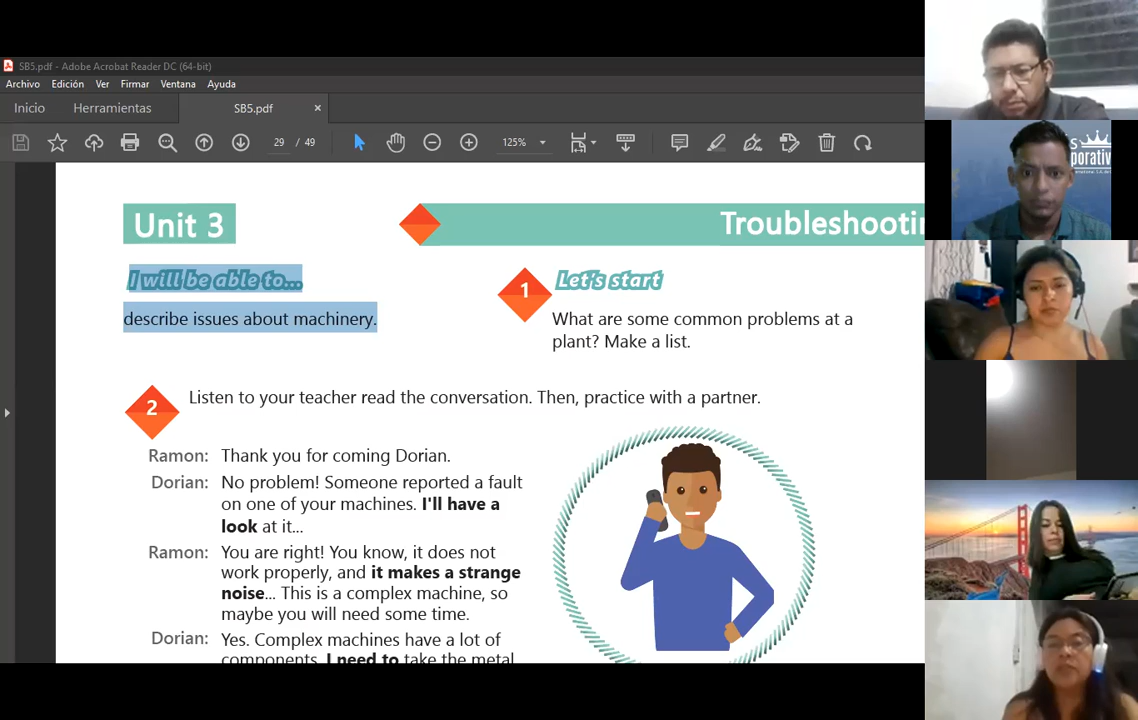 SB5.pdf - Adobe Acrobat Reader DC (64-bit)
Archivo Edición Ver Firmar Ventana Ayuda
Inicio Herramientas SB5.pdf ×
29 / 49 125%
Unit 3
I will be able to...
describe issues about machinery.
1 Let's start
What are some common problems at a
plant? Make a list.
2 Listen to your teacher read the conversation. Then, practice with a partner.
Ramon: Thank you for coming Dorian.
Dorian: No problem! Someone reported a fault
on one of your machines. I'll have a
look at it...
Ramon: You are right! You know, it does not
work properly, and it makes a strange
noise... This is a complex machine, so
maybe you will need some time.
Dorian: Yes. Complex machines have a lot of
components. I need to take the metal